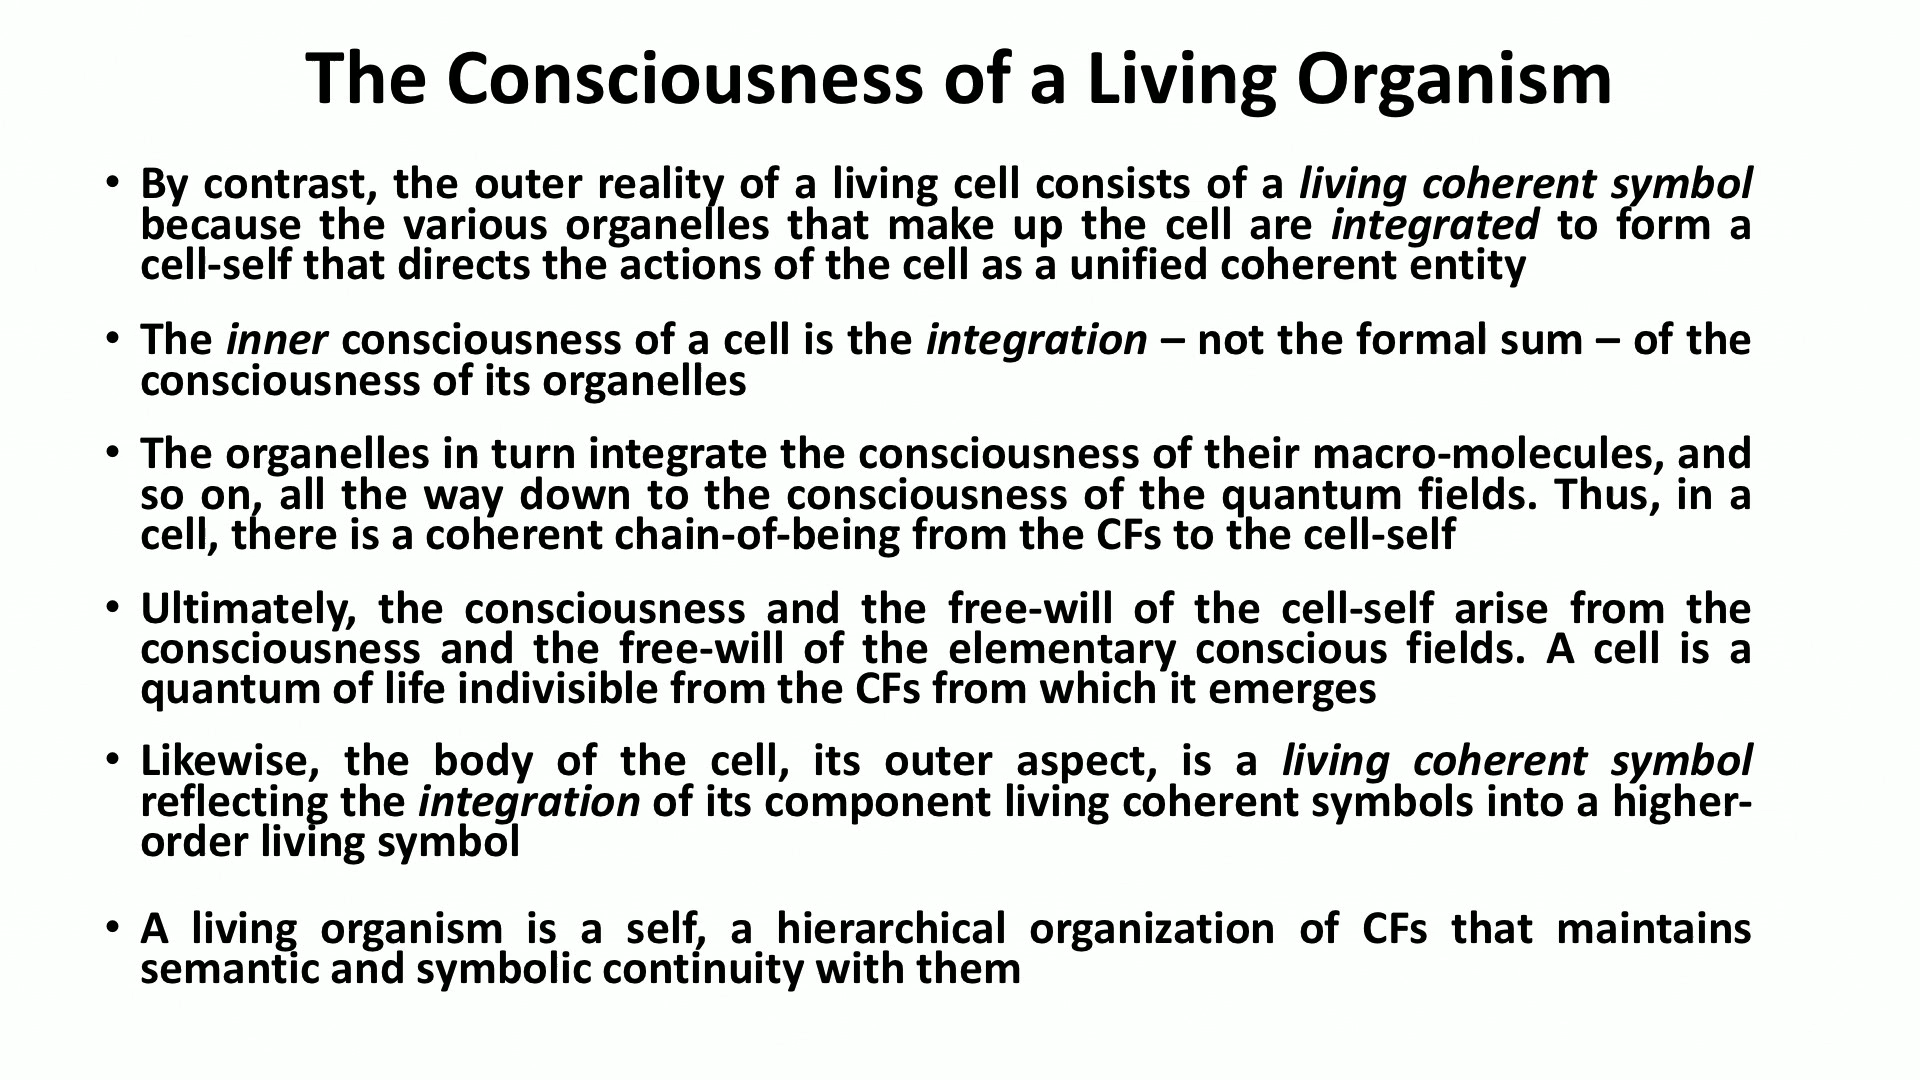 The Consciousness of a Living Organism
• By contrast, the outer reality of a living cell consists of a living coherent symbol
because the various organelles that make up the cell are integrated to form a
cell-self that directs the actions of the cell as a unified coherent entity
• The inner consciousness of a cell is the integration – not the formal sum – of the
consciousness of its organelles
• The organelles in turn integrate the consciousness of their macro-molecules, and
so on, all the way down to the consciousness of the quantum fields. Thus, in a
cell, there is a coherent chain-of-being from the CFs to the cell-self
• Ultimately, the consciousness and the free-will of the cell-self arise from the
consciousness and the free-will of the elementary conscious fields. A cell is a
quantum of life indivisible from the CFs from which it emerges
• Likewise, the body of the cell, its outer aspect, is a living coherent symbol
reflecting the integration of its component living coherent symbols into a higher-
order living symbol
• A living organism is a self, a hierarchical organization of CFs that maintains
semantic and symbolic continuity with them